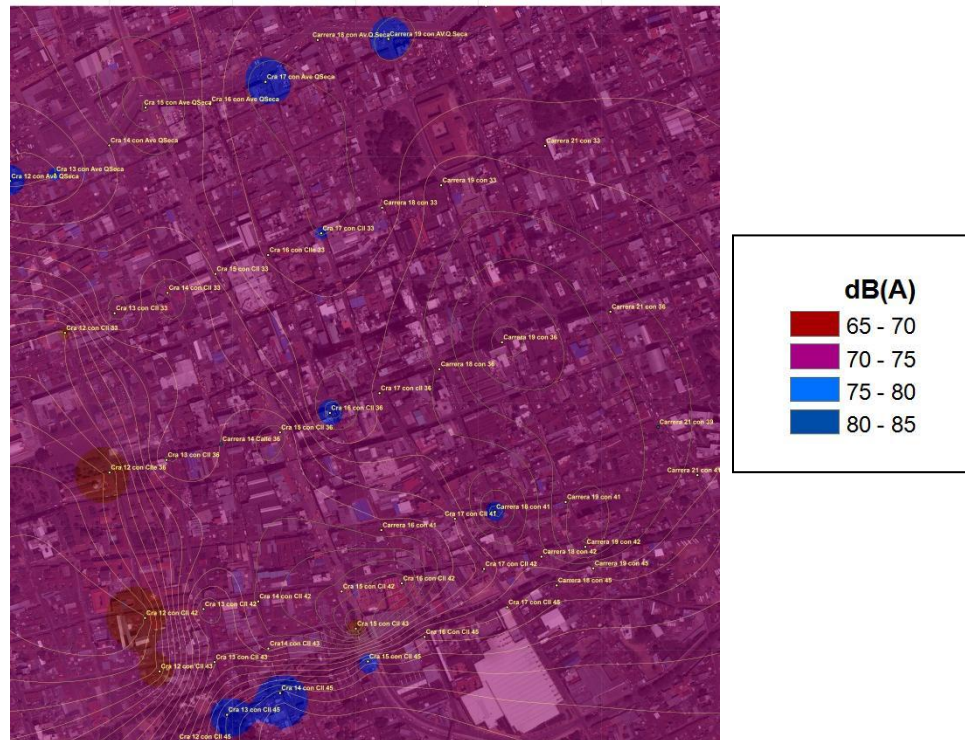 Carrera 18 con AV.Q.Seca
Carrera 19 con AV.Q.Seca
Cra 17 con Ave QSeca
Cra 15 con Ave QSeca
Cra 16 con Ave QSeca
Cra 14 con Ave QSeca
Carrera 21 con 33
Cra 13 con Ave QSeca
Cra 12 con Ave QSeca
Carrera 19 con 33
Carrera 18 con 33
Cra 17 con Cll 33
Cra 16 con Clle 33
Cra 15 con Cll 33
Cra 14 con Cll 33
Cra 13 con Cll 33
Cra 12 con Cll 33
Carrera 21 con 36
Carrera 19 con 36
Carrera 18 con 36
Cra 17 con cll 36
Cra 16 con Cll 36
Cra 15 con Cll 36
Carrera 14 Calle 36
Cra 13 con Cll 36
Cra 12 con Clle 36
Carrera 21 con 39
Carrera 21 con 41
Carrera 19 con 41
Carrera 18 con 41
Cra 17 con Cll 41
Carrera 16 con 41
Carrera 19 con 42
Carrera 18 con 42
Carrera 19 con 45
Cra 17 con Cll 42
Carrera 18 con 45
Cra 16 con Cll 42
Cra 15 con Cll 42
Cra 14 con Cll 42
Cra 13 con Cll 42
Cra 12 con Cll 42
Cra 17 con Cll 45
Cra 15 con Cll 43
Cra 16 con Cll 45
Cra14 con Cll 43
Cra 13 con Cll 43
Cra 12 con Cll 43
Cra 15 con Cll 45
Cra 14 con Cll 45
Cra 13 con Cll 45
Cra 12 con Cll 45
dB(A)
65 - 70
70 - 75
75 - 80
80 - 85